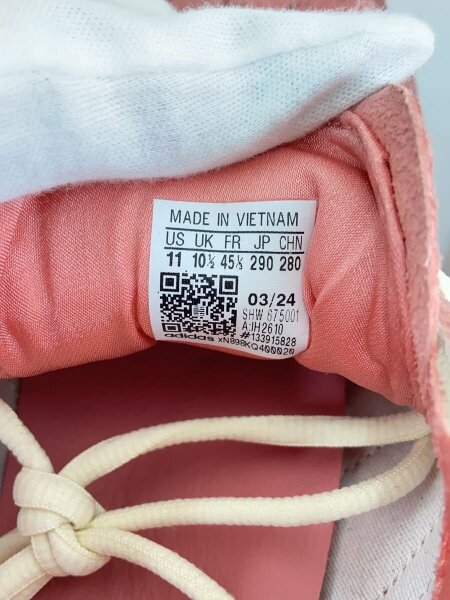 MADE IN VIETNAM
US UK FR JP CHN
11 10½ 45⅓ 290 280
03/24
SHW 675001
A:IH2610
#133915828
adidas xN898KQ400020